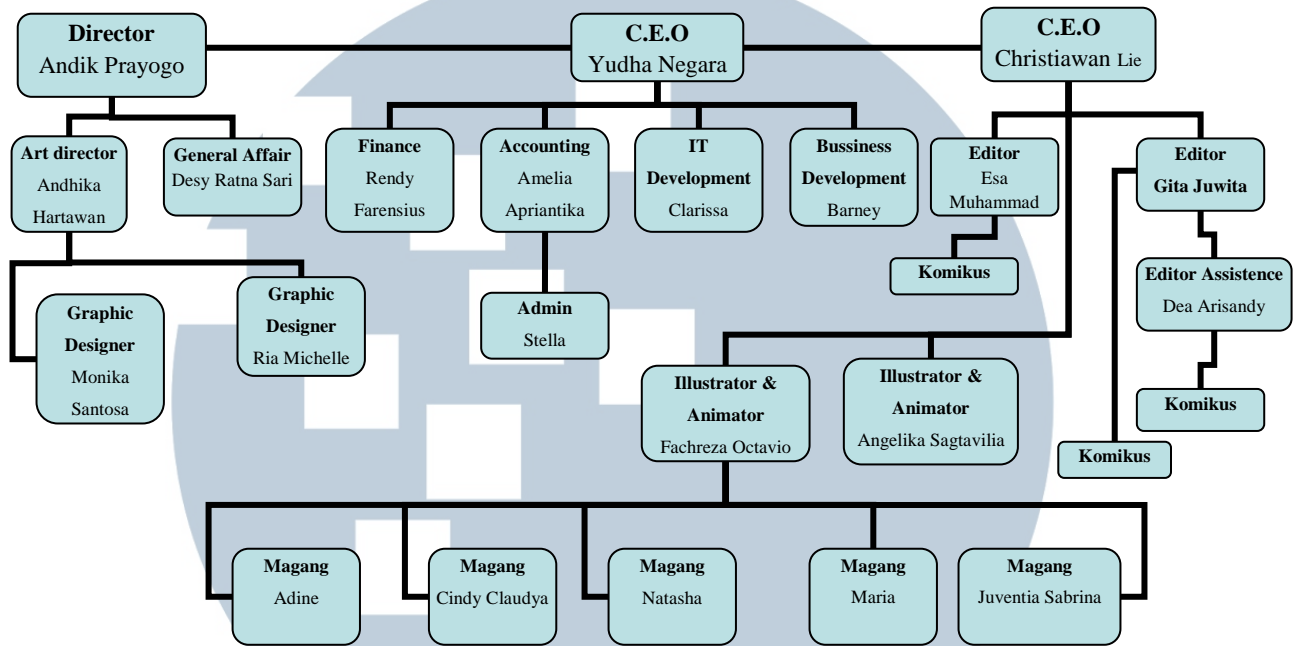 Director
Andik Prayogo
C.E.O
Yudha Negara
C.E.O
Christiawan Lie
Art director
Andhika
Hartawan
General Affair
Desy Ratna Sari
Finance
Rendy
Farensius
Accounting
Amelia
Apriantika
IT
Development
Clarissa
Bussiness
Development
Barney
Editor
Esa
Muhammad
Editor
Gita Juwita
Komikus
Editor Assistence
Dea Arisandy
Graphic
Designer
Monika
Santosa
Graphic
Designer
Ria Michelle
Admin
Stella
Illustrator &
Animator
Fachreza Octavio
Illustrator &
Animator
Angelika Sagtavilia
Komikus
Komikus
Magang
Adine
Magang
Cindy Claudya
Magang
Natasha
Magang
Maria
Magang
Juventia Sabrina